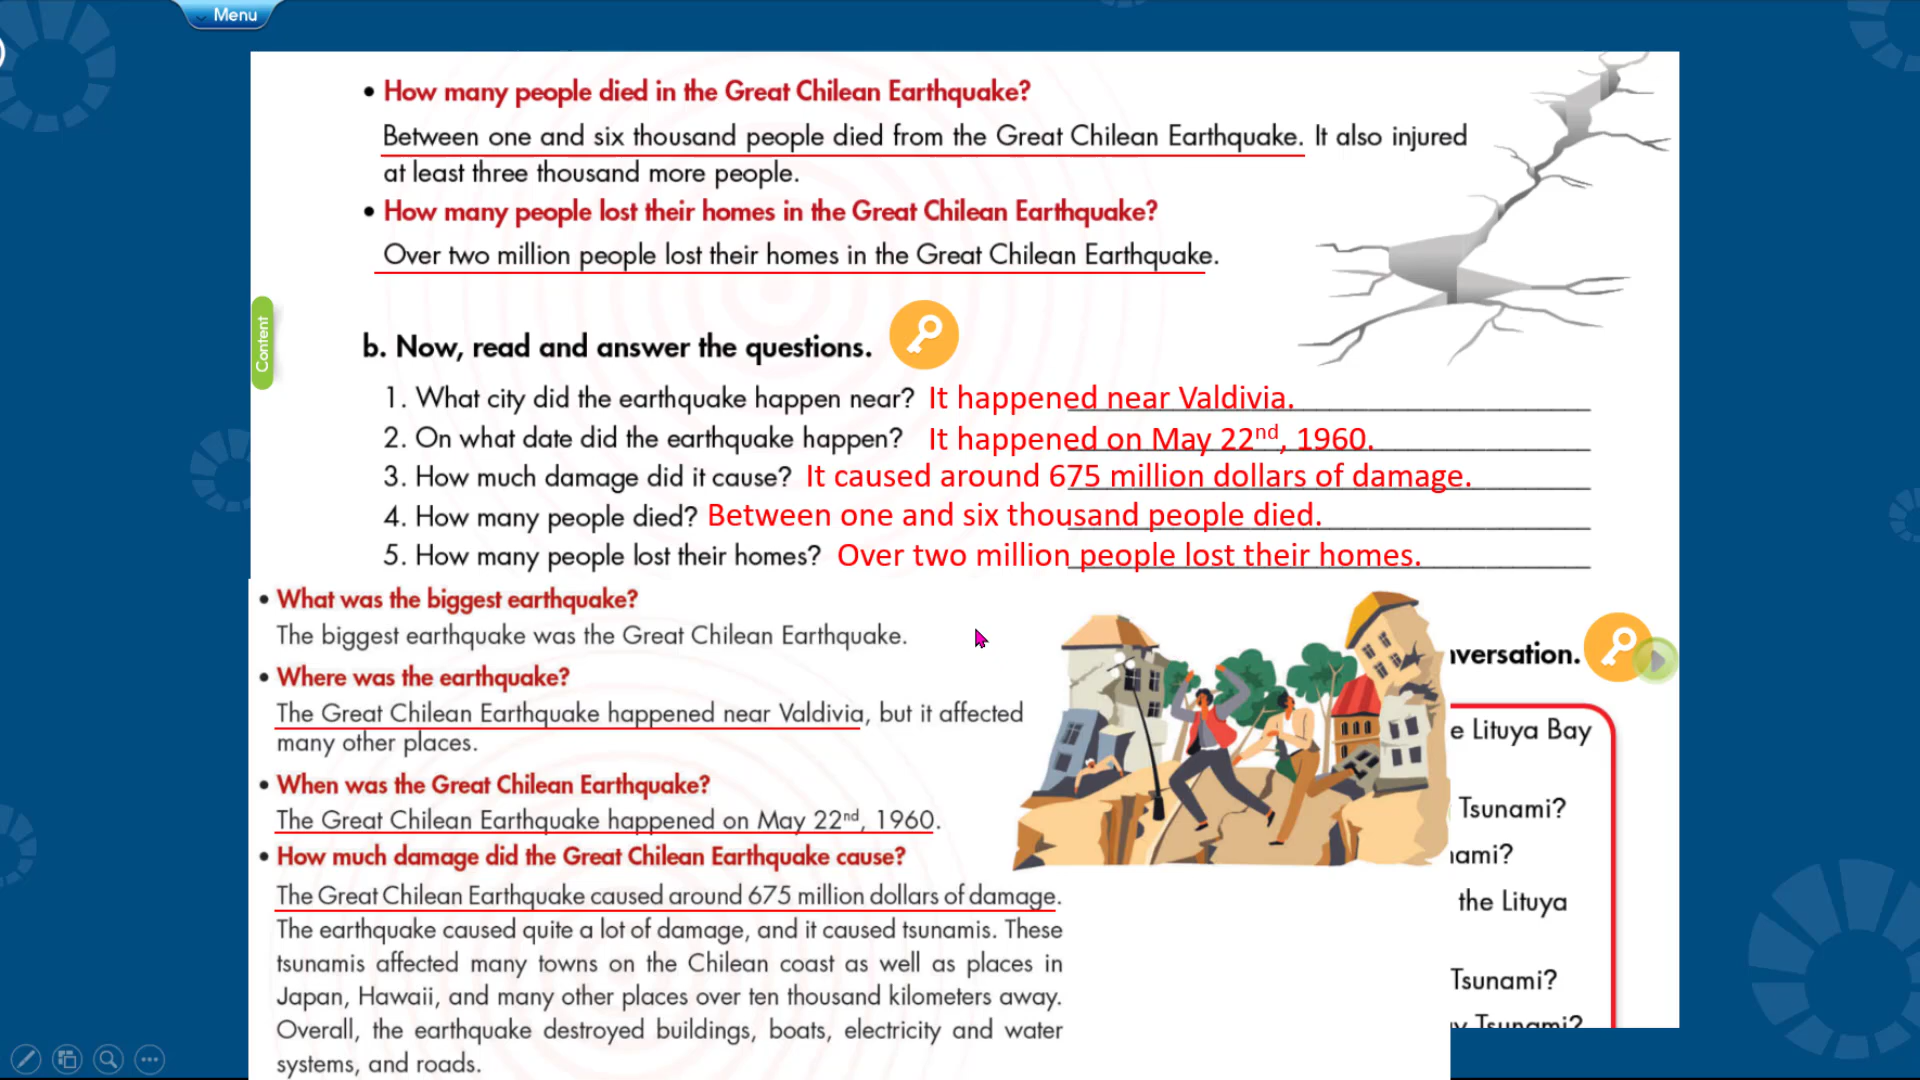 Menu
• How many people died in the Great Chilean Earthquake?
Between one and six thousand people died from the Great Chilean Earthquake. It also injured
at least three thousand more people.
• How many people lost their homes in the Great Chilean Earthquake?
Over two million people lost their homes in the Great Chilean Earthquake.
Content
b. Now, read and answer the questions.
1. What city did the earthquake happen near? It happened near Valdivia.
2. On what date did the earthquake happen? It happened on May 22nd, 1960.
3. How much damage did it cause? It caused around 675 million dollars of damage.
4. How many people died? Between one and six thousand people died.
5. How many people lost their homes? Over two million people lost their homes.
• What was the biggest earthquake?
The biggest earthquake was the Great Chilean Earthquake.
• Where was the earthquake?
The Great Chilean Earthquake happened near Valdivia, but it affected
many other places.
• When was the Great Chilean Earthquake?
The Great Chilean Earthquake happened on May 22nd, 1960.
• How much damage did the Great Chilean Earthquake cause?
The Great Chilean Earthquake caused around 675 million dollars of damage.
The earthquake caused quite a lot of damage, and it caused tsunamis. These
tsunamis affected many towns on the Chilean coast as well as places in
Japan, Hawaii, and many other places over ten thousand kilometers away.
Overall, the earthquake destroyed buildings, boats, electricity and water
systems, and roads.
nversation.
e Lituya Bay
Tsunami?
nami?
the Lituya
Tsunami?
y Tsunami?